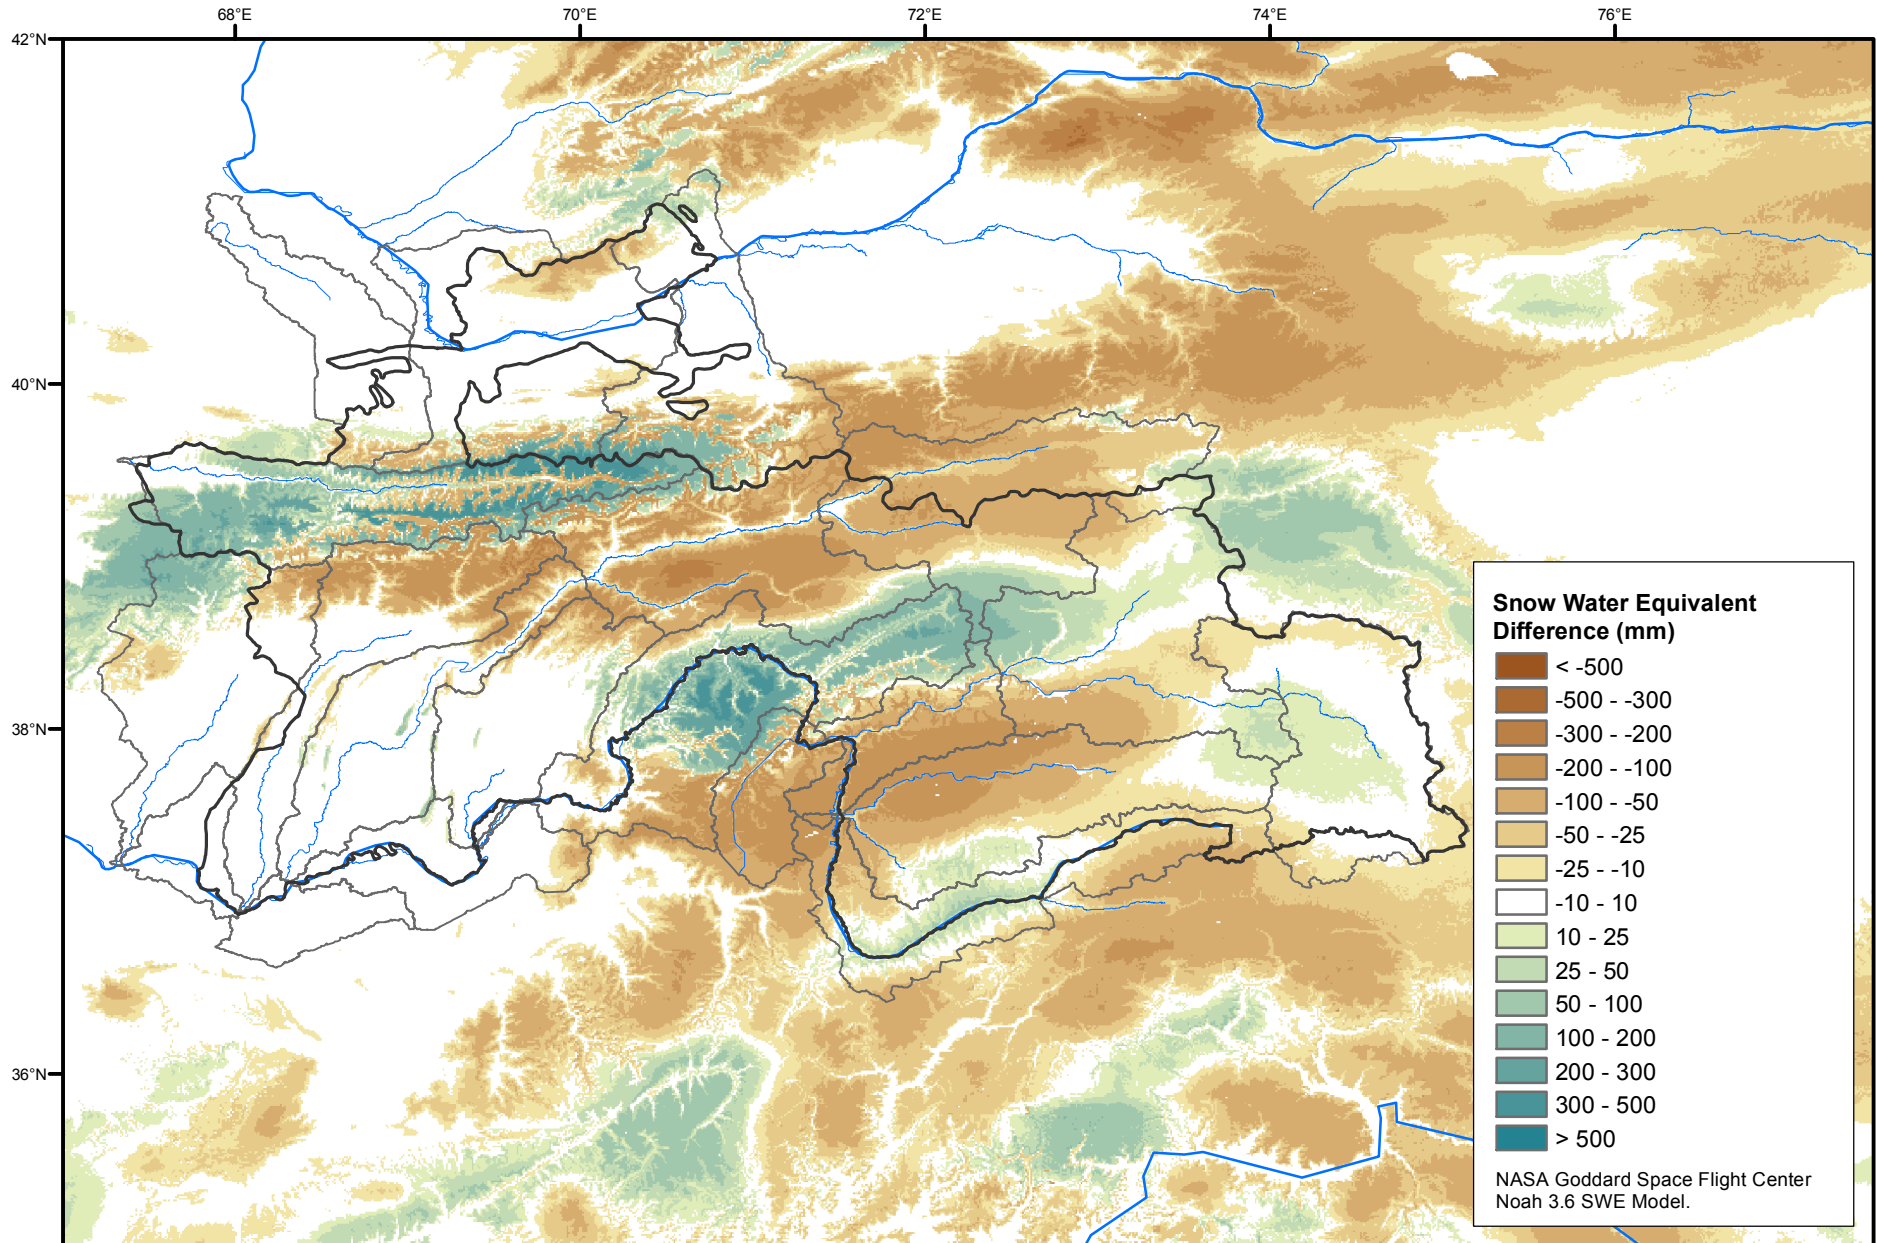 68°E 70°E 72°E 74°E 76°E
42°N
40°N
38°N
36°N
Snow Water Equivalent
Difference (mm)
< -500
-500 - -300
-300 - -200
-200 - -100
-100 - -50
-50 - -25
-25 - -10
-10 - 10
10 - 25
25 - 50
50 - 100
100 - 200
200 - 300
300 - 500
> 500
NASA Goddard Space Flight Center
Noah 3.6 SWE Model.